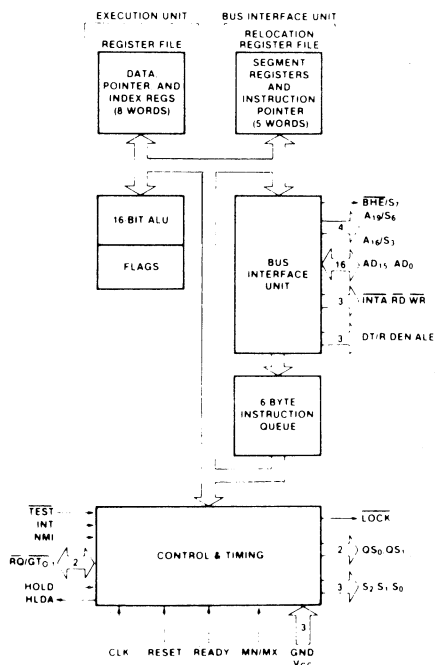 EXECUTION UNIT
BUS INTERFACE UNIT
REGISTER FILE
RELOCATION
REGISTER FILE
DATA,
POINTER AND
INDEX REGS
(8 WORDS)
SEGMENT
REGISTERS
AND
INSTRUCTION
POINTER
(5 WORDS)
16 BIT ALU
FLAGS
BUS
INTERFACE
UNIT
BHE/S7
A19/S6
4
A16/S3
16
AD15 AD0
3
INTA RD WR
3
DT/R DEN ALE
6 BYTE
INSTRUCTION
QUEUE
TEST
INT
NMI
RQ/GT0 1
2
HOLD
HLDA
CONTROL & TIMING
LOCK
2
QS0 QS1
3
S2 S1 S0
CLK
RESET
READY
MN/MX
3
GND
VCC